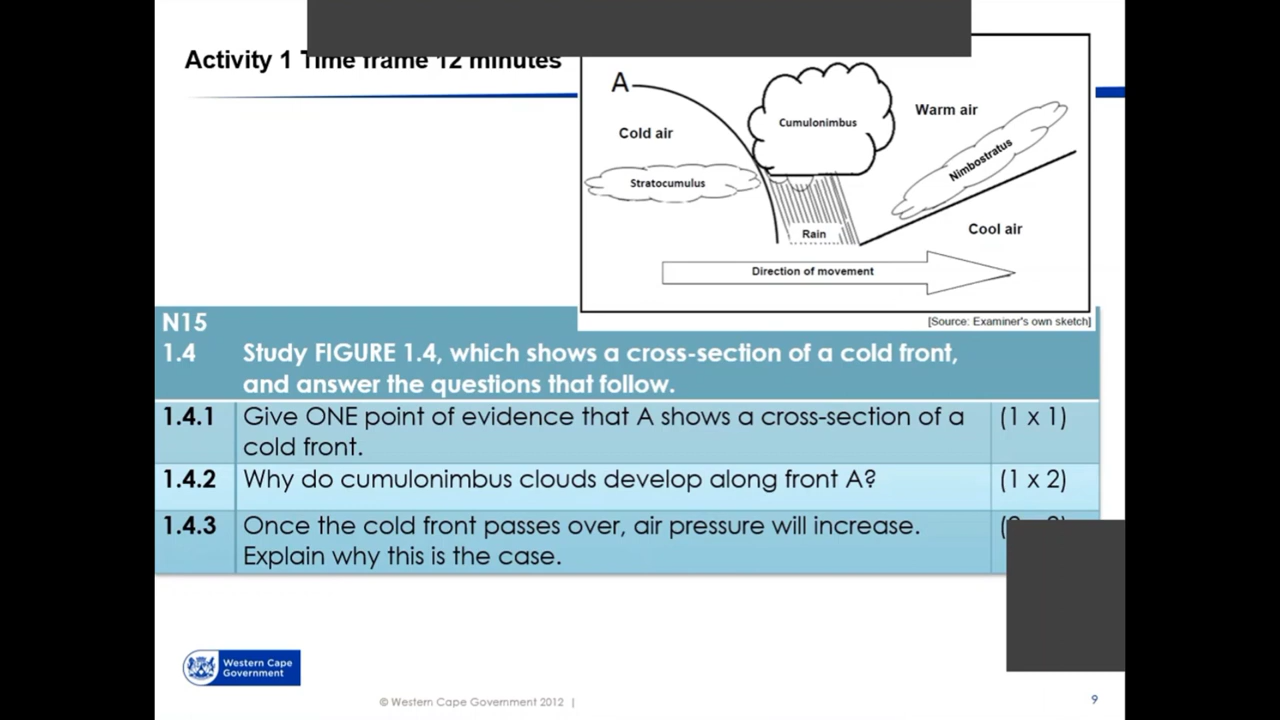 Activity 1 Time frame 12 minutes
A
Cold air
Cumulonimbus
Warm air
Stratocumulus
Nimbostratus
Rain
Cool air
Direction of movement
[Source: Examiner's own sketch]
N15
1.4 Study FIGURE 1.4, which shows a cross-section of a cold front,
and answer the questions that follow.
1.4.1 Give ONE point of evidence that A shows a cross-section of a (1 x 1)
cold front.
1.4.2 Why do cumulonimbus clouds develop along front A? (1 x 2)
1.4.3 Once the cold front passes over, air pressure will increase.
Explain why this is the case.
Western Cape
Government
© Western Cape Government 2012 |
9